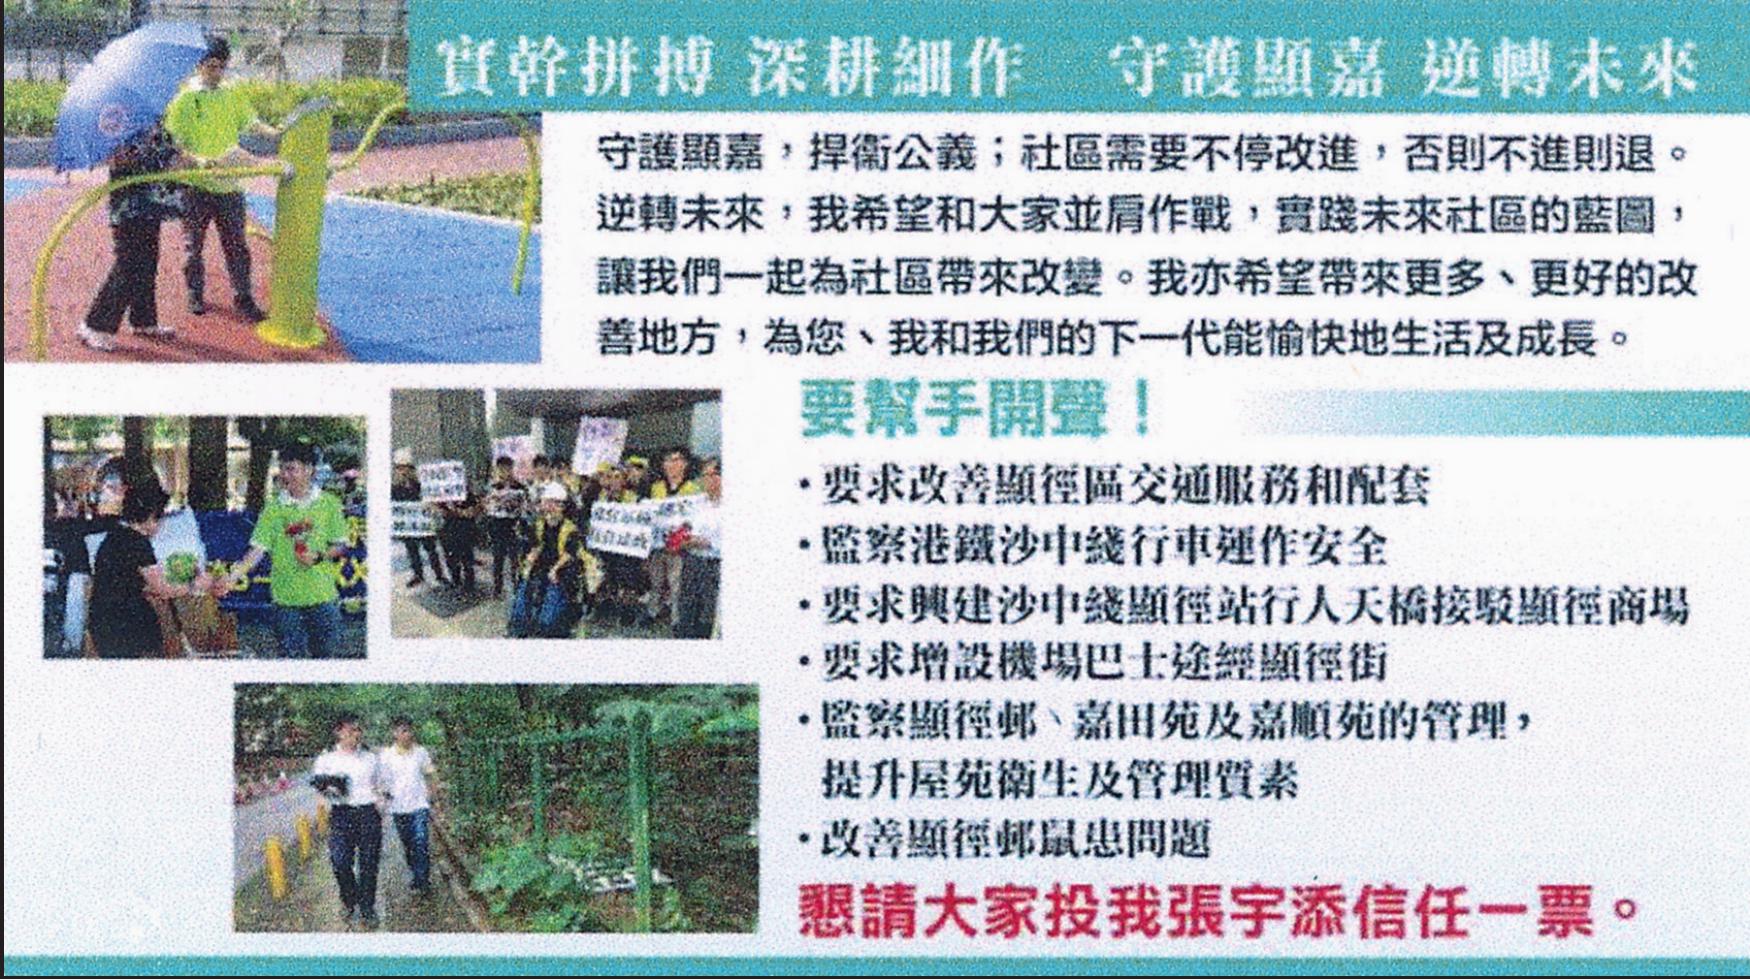 實幹拼搏 深耕細作 守護顯嘉 逆轉未來
守護顯嘉，捍衞公義；社區需要不停改進，否則不進則退。
逆轉未來，我希望和大家並肩作戰，實踐未來社區的藍圖，
讓我們一起為社區帶來改變。我亦希望帶來更多、更好的改
善地方，為您、我和我們的下一代能愉快地生活及成長。
要幫手開聲！
·要求改善顯徑區交通服務和配套
·監察港鐵沙中綫行車運作安全
·要求興建沙中綫顯徑站行人天橋接駁顯徑商場
·要求增設機場巴士途經顯徑街
·監察顯徑邨、嘉田苑及嘉順苑的管理，
提升屋苑衞生及管理質素
·改善顯徑邨鼠患問題
懇請大家投我張宇添信任一票。